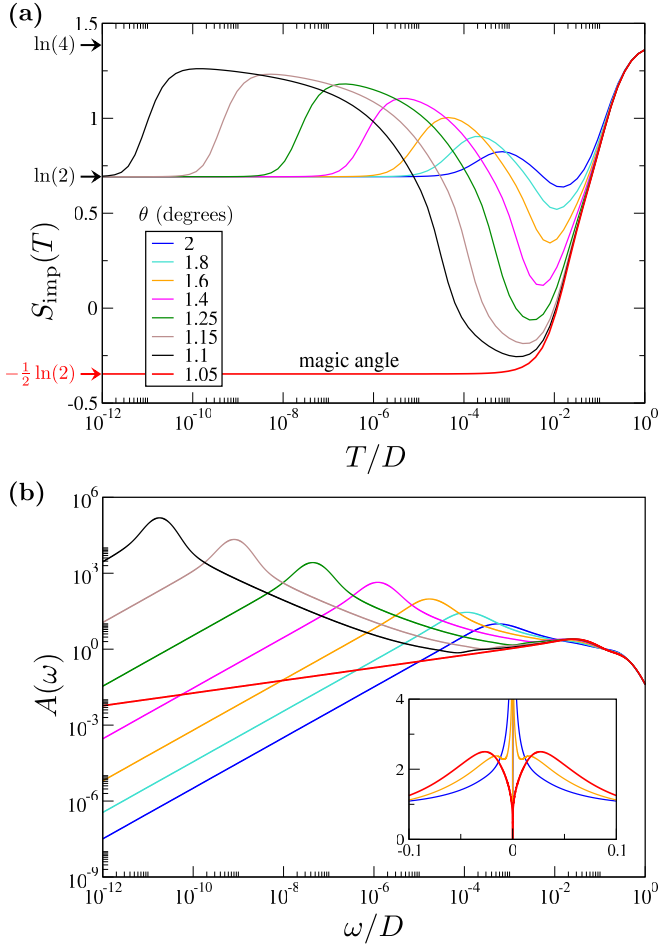 (a)
1.5
ln(4)
1
ln(2)
0.5
0
-½ ln(2)
-0.5
S_imp(T)
θ (degrees)
2
1.8
1.6
1.4
1.25
1.15
1.1
1.05
magic angle
10^-12 10^-10 10^-8 10^-6 10^-4 10^-2 10^0
T/D
(b)
10^6
10^3
10^0
10^-3
10^-6
10^-9
A(ω)
4
2
0
-0.1 0 0.1
10^-12 10^-10 10^-8 10^-6 10^-4 10^-2 10^0
ω/D